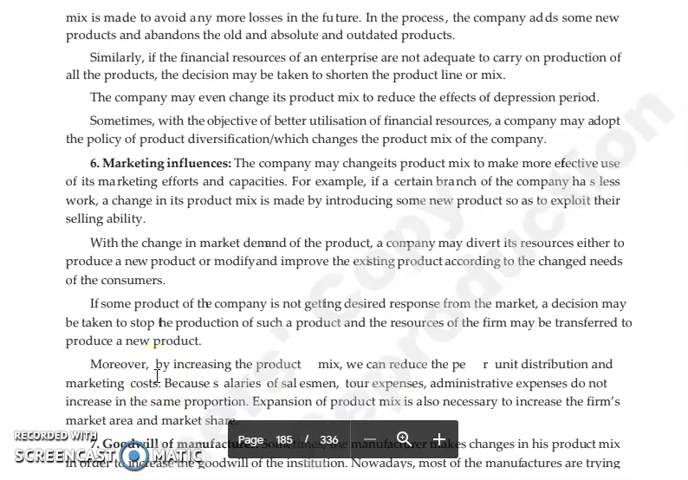 mix is made to avoid any more losses in the future. In the process, the company adds some new
products and abandons the old and absolute and outdated products.
Similarly, if the financial resources of an enterprise are not adequate to carry on production of
all the products, the decision may be taken to shorten the product line or mix.
The company may even change its product mix to reduce the effects of depression period.
Sometimes, with the objective of better utilisation of financial resources, a company may adopt
the policy of product diversification/which changes the product mix of the company.
6. Marketing influences: The company may changeits product mix to make more efective use
of its marketing efforts and capacities. For example, if a certain branch of the company ha s less
work, a change in its product mix is made by introducing some new product so as to exploit their
selling ability.
With the change in market demand of the product, a company may divert its resources either to
produce a new product or modifyand improve the existing product according to the changed needs
of the consumers.
If some product of the company is not getting desired response from the market, a decision may
be taken to stop the production of such a product and the resources of the firm may be transferred to
produce a new product.
Moreover, by increasing the product mix, we can reduce the pe r unit distribution and
marketing costs. Because s alaries of sal esmen, tour expenses, administrative expenses do not
increase in the same proportion. Expansion of product mix is also necessary to increase the firm's
market area and market share.
7. Goodwill of manufacture: Sometimes, the manufacturer makes changes in his product mix
in order to increase the goodwill of the institution. Nowadays, most of the manufactures are trying
Page 185 / 336
RECORDED WITH
SCREENCAST MATIC
Copy